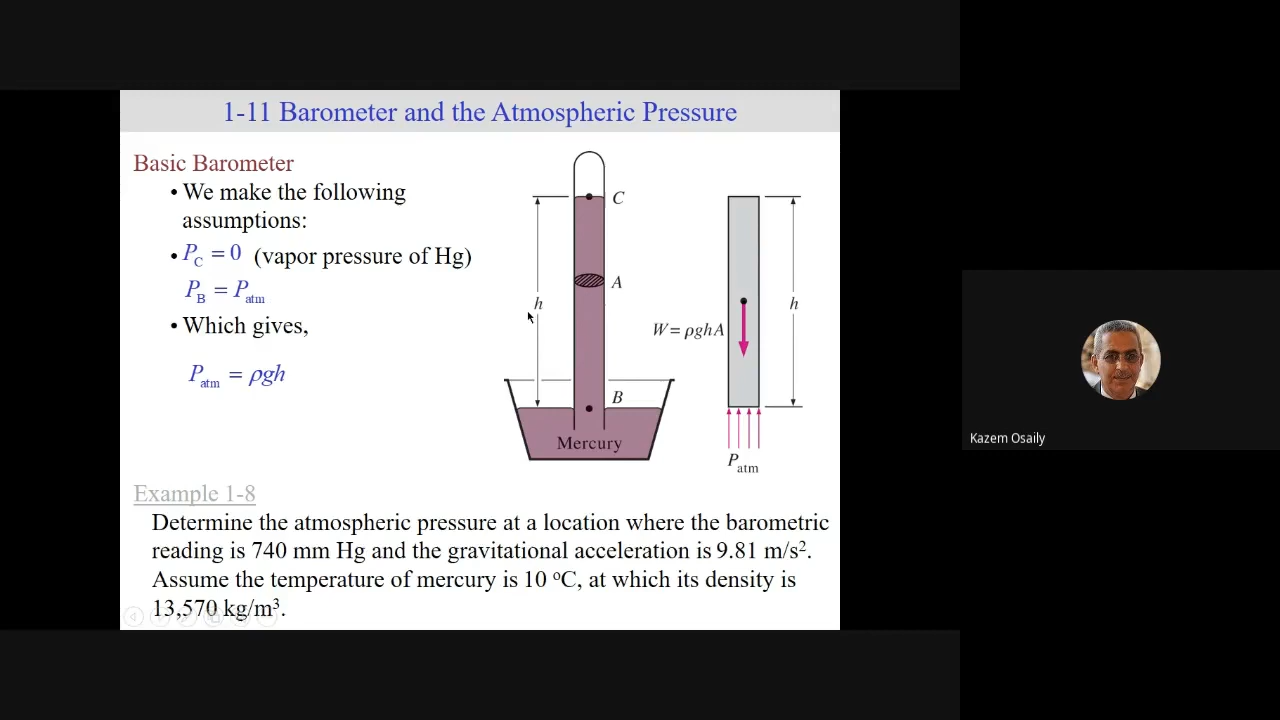 1-11 Barometer and the Atmospheric Pressure
Basic Barometer
• We make the following
assumptions:
• P_C = 0 (vapor pressure of Hg)
P_B = P_atm
• Which gives,
P_atm = ρgh
C
A
h
B
Mercury
W = ρghA
h
P_atm
Example 1-8
Determine the atmospheric pressure at a location where the barometric
reading is 740 mm Hg and the gravitational acceleration is 9.81 m/s².
Assume the temperature of mercury is 10 ºC, at which its density is
13,570 kg/m³.
Kazem Osaily